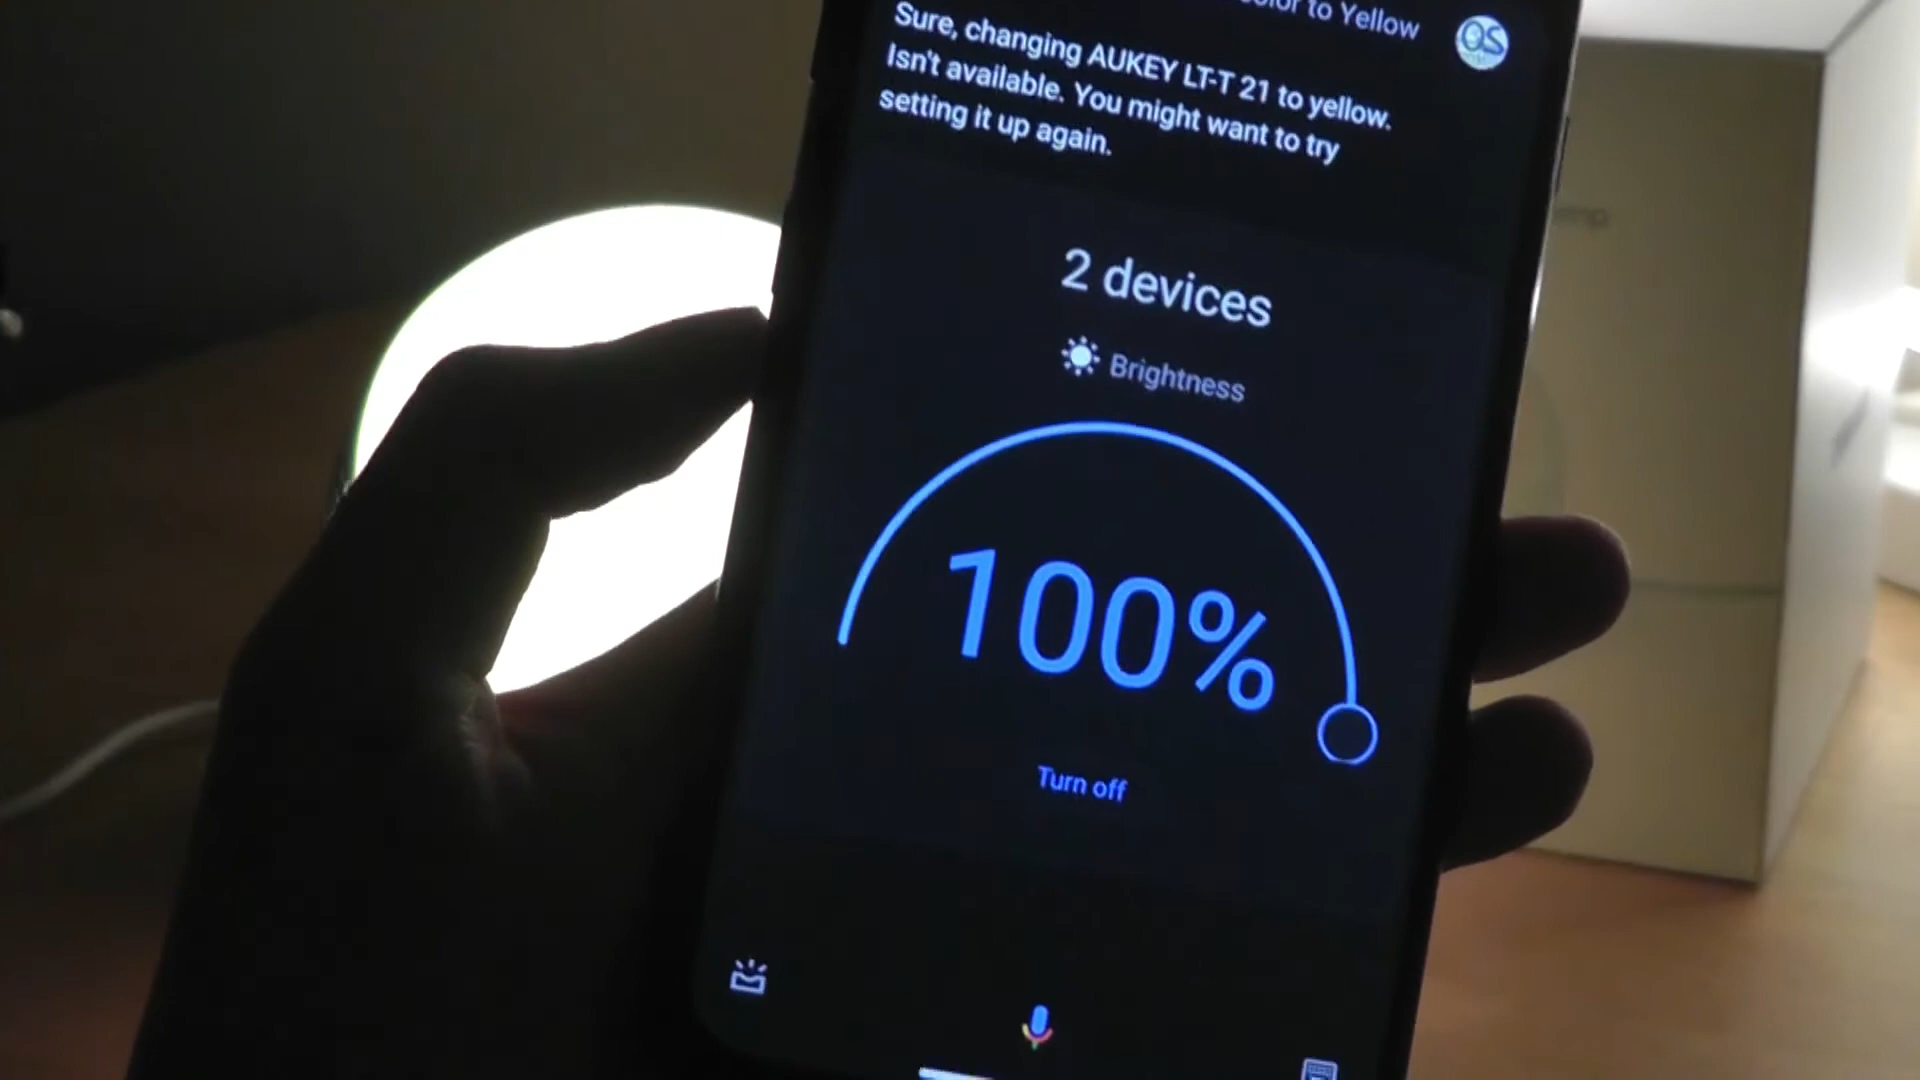 color to Yellow
Sure, changing AUKEY LT-T 21 to yellow.
Isn't available. You might want to try
setting it up again.
2 devices
Brightness
100%
Turn off